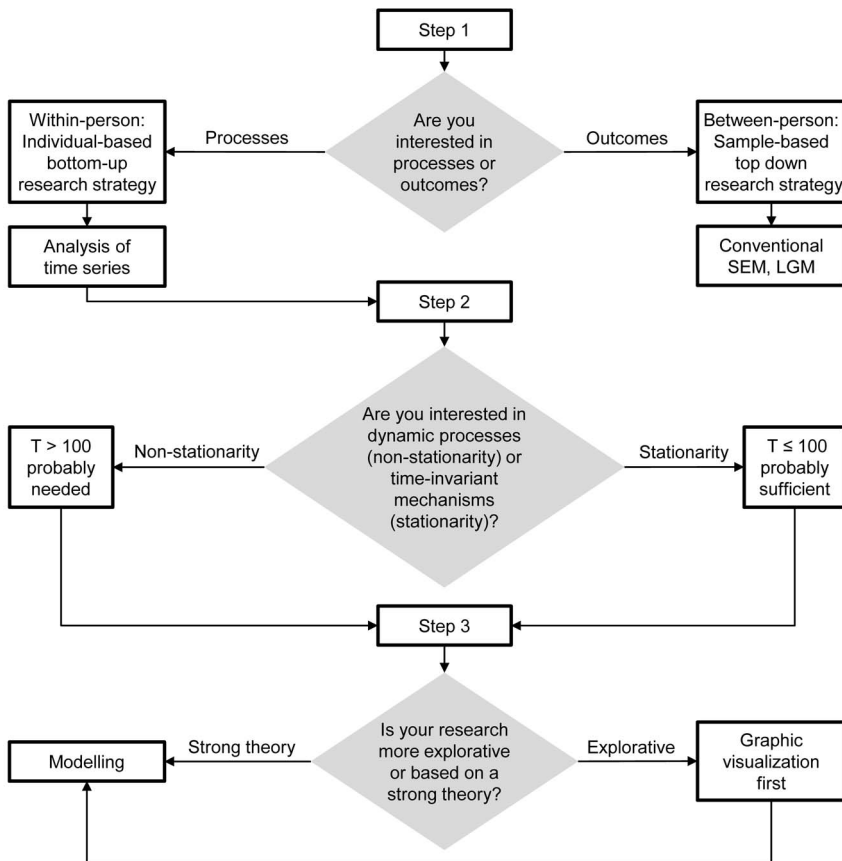 Step 1
Are you
interested in
processes or
outcomes?
Processes
Outcomes
Within-person:
Individual-based
bottom-up
research strategy
Between-person:
Sample-based
top down
research strategy
Analysis of
time series
Conventional
SEM, LGM
Step 2
Are you interested in
dynamic processes
(non-stationarity) or
time-invariant
mechanisms
(stationarity)?
Non-stationarity
Stationarity
T > 100
probably
needed
T ≤ 100
probably
sufficient
Step 3
Is your research
more explorative
or based on a
strong theory?
Strong theory
Explorative
Modelling
Graphic
visualization
first